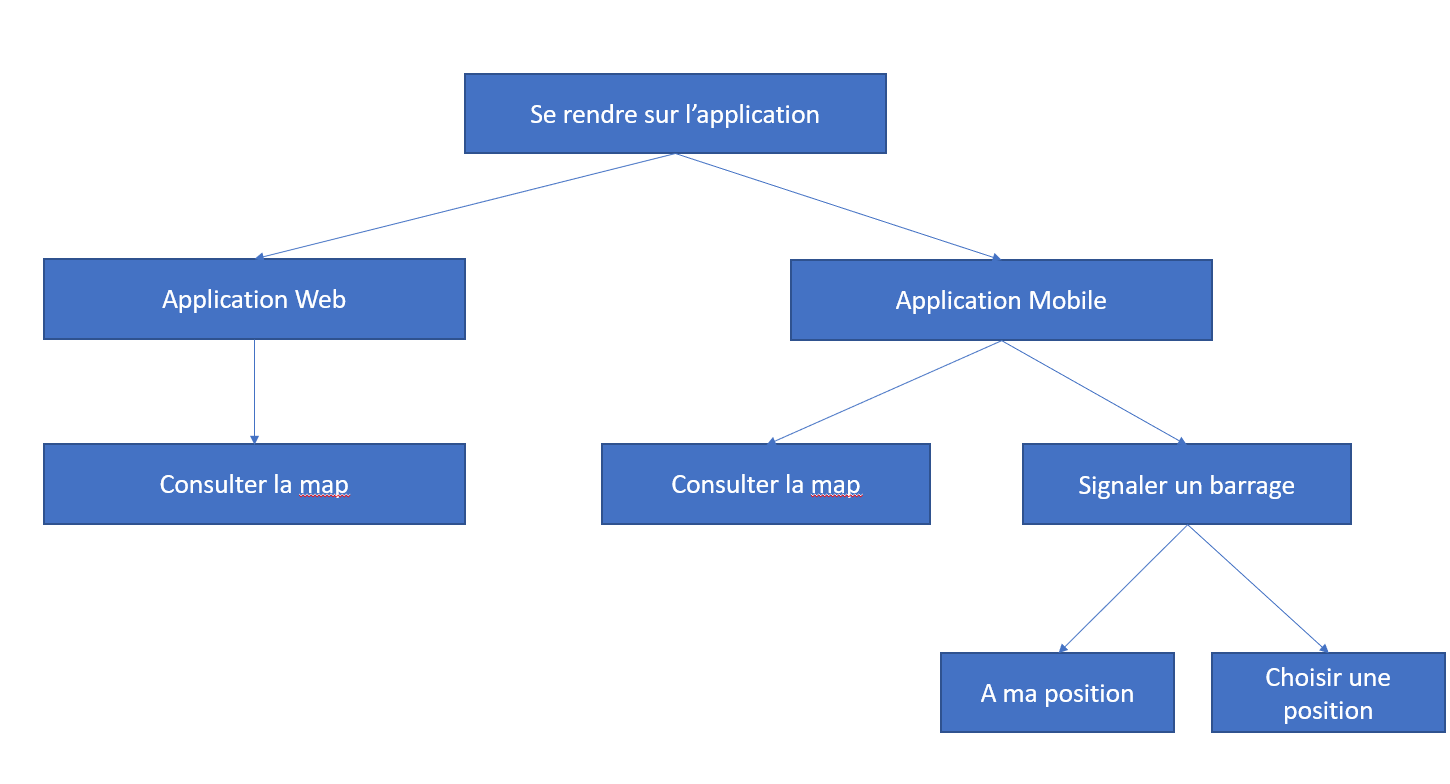 Se rendre sur l’application
Application Web
Application Mobile
Consulter la map
Consulter la map
Signaler un barrage
A ma position
Choisir une
position